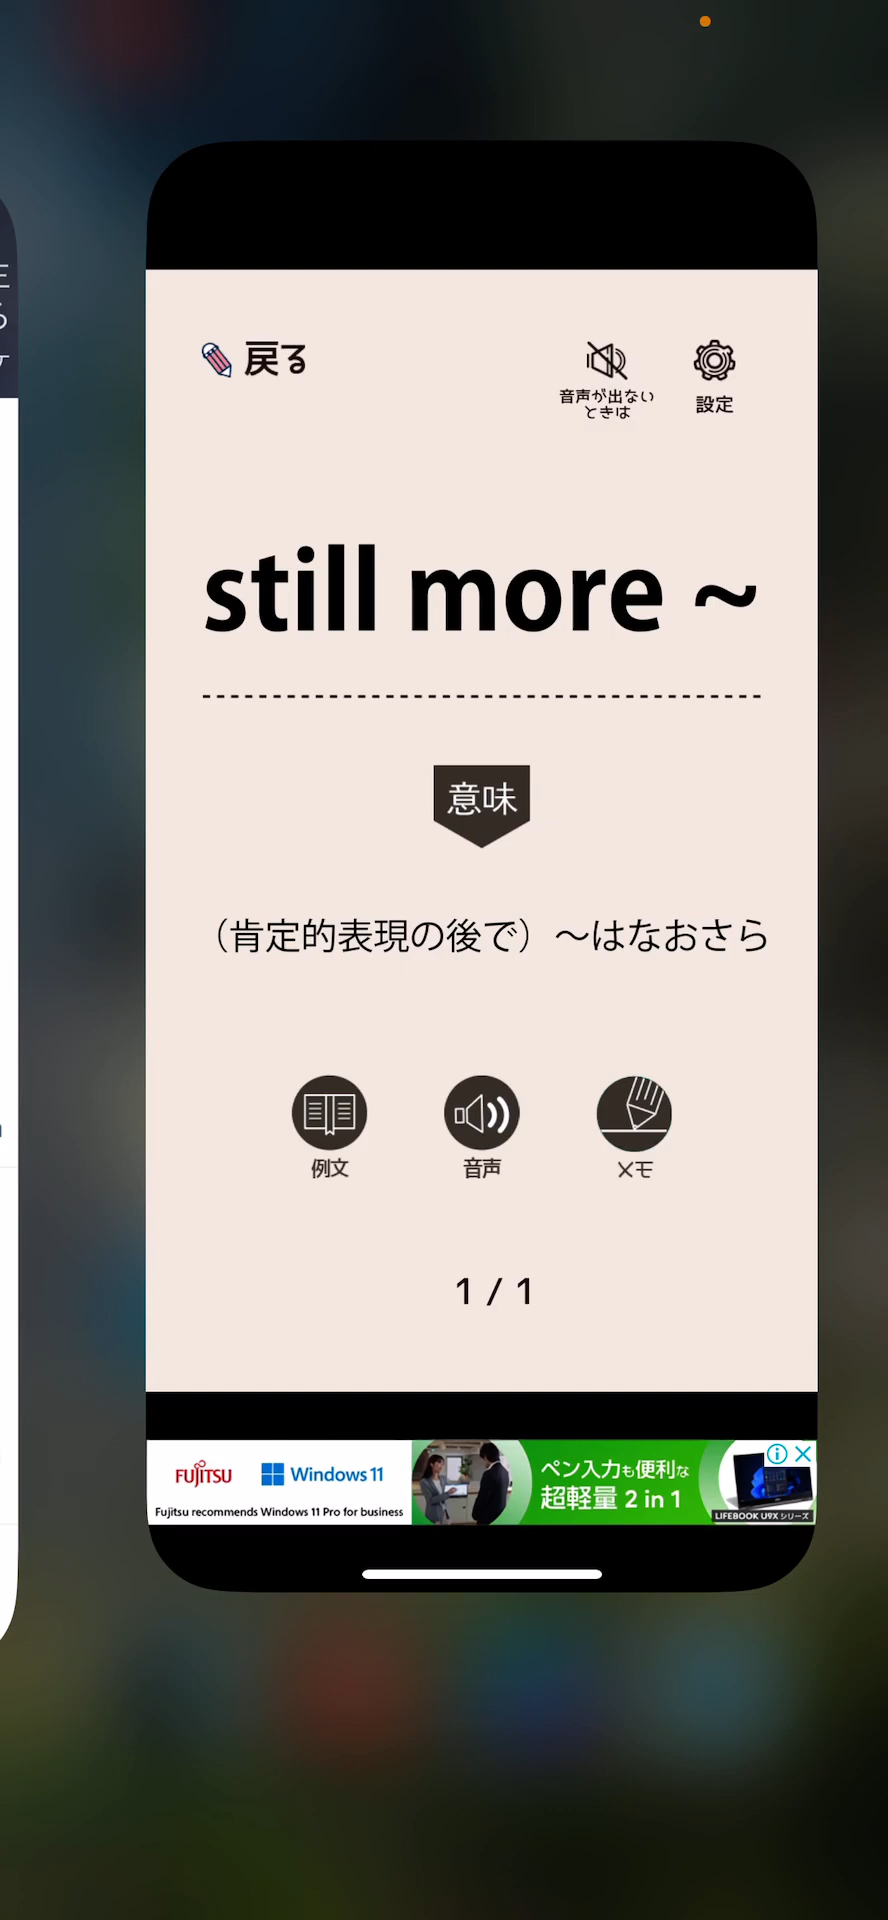 戻る
音声が出ない
ときは
設定
still more ~
意味
（肯定的表現の後で）〜はなおさら
例文
音声
メモ
1 / 1
FUJITSU
Windows 11
Fujitsu recommends Windows 11 Pro for business
ペン入力も便利な
超軽量 2 in 1
LIFEBOOK U9X シリーズ